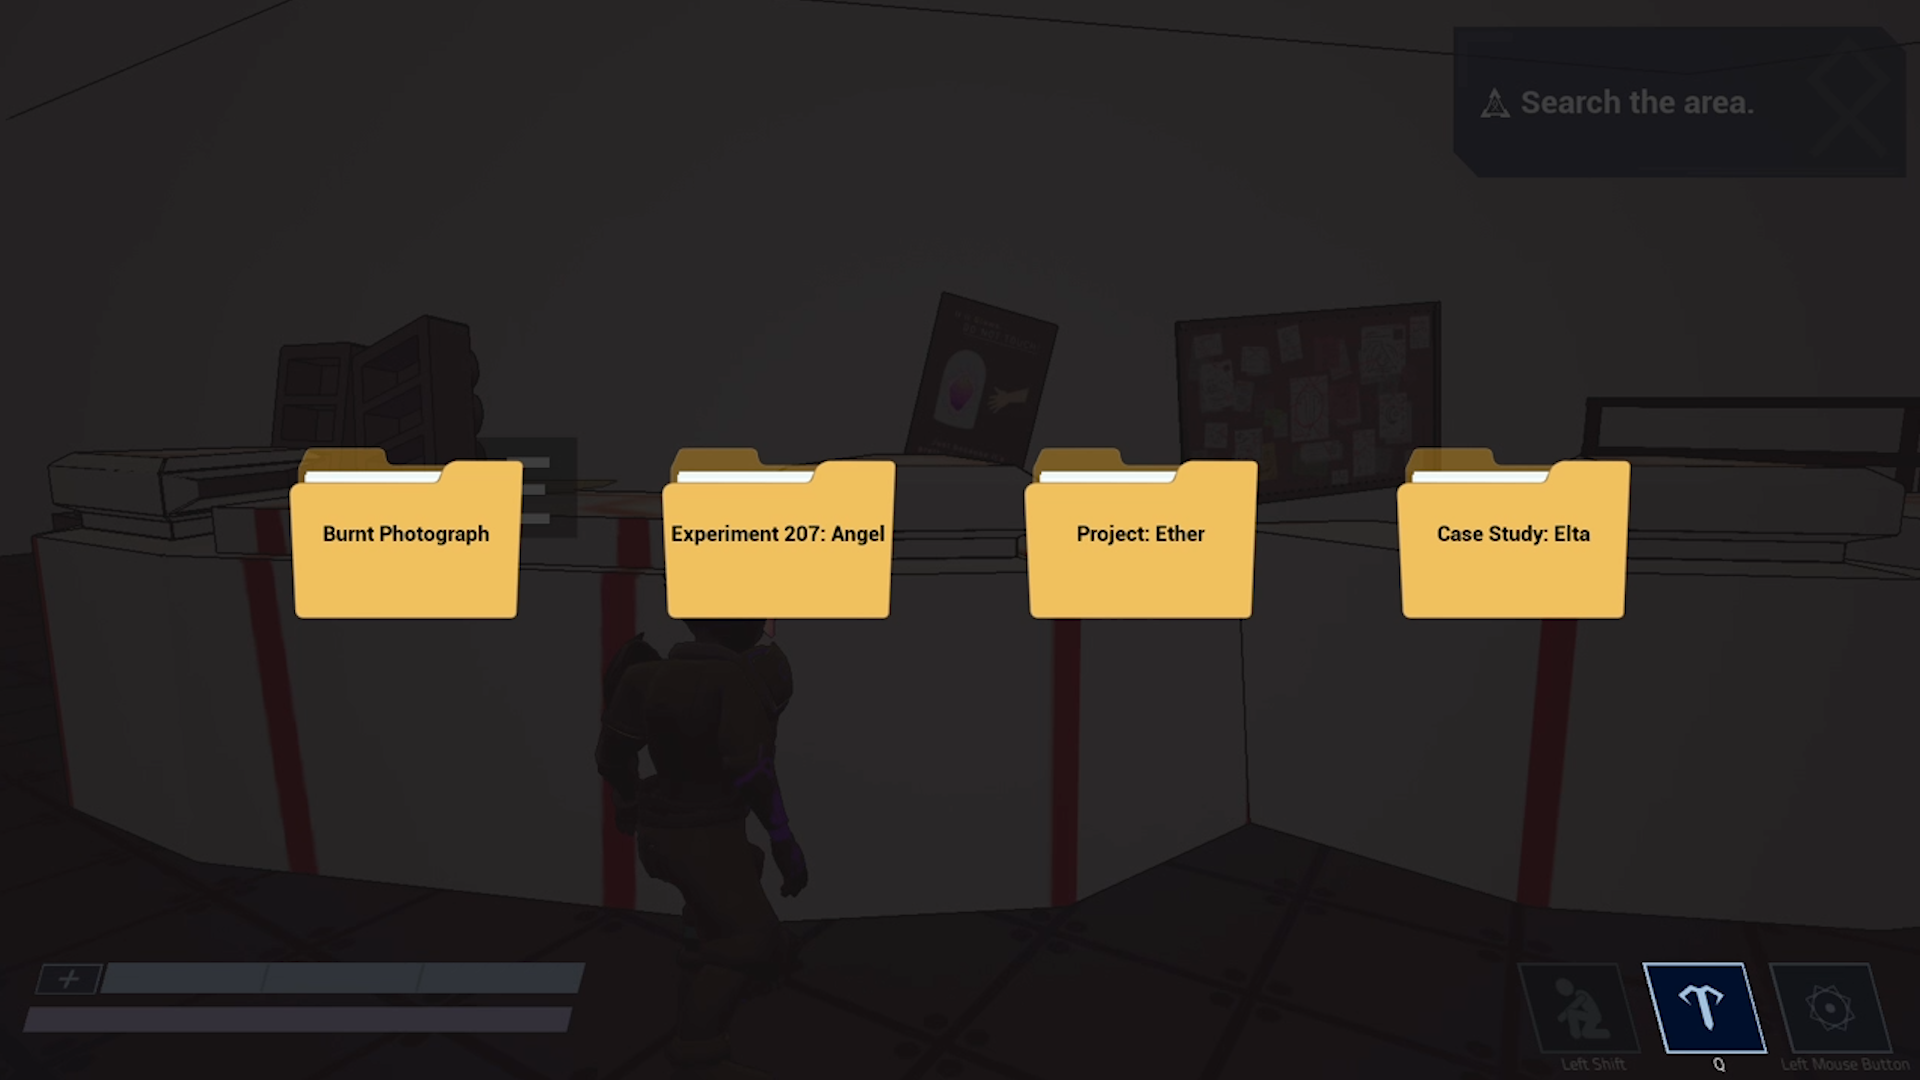 Search the area.
Burnt Photograph
Experiment 207: Angel
Project: Ether
Case Study: Elta
Left Shift
Q
Left Mouse Button